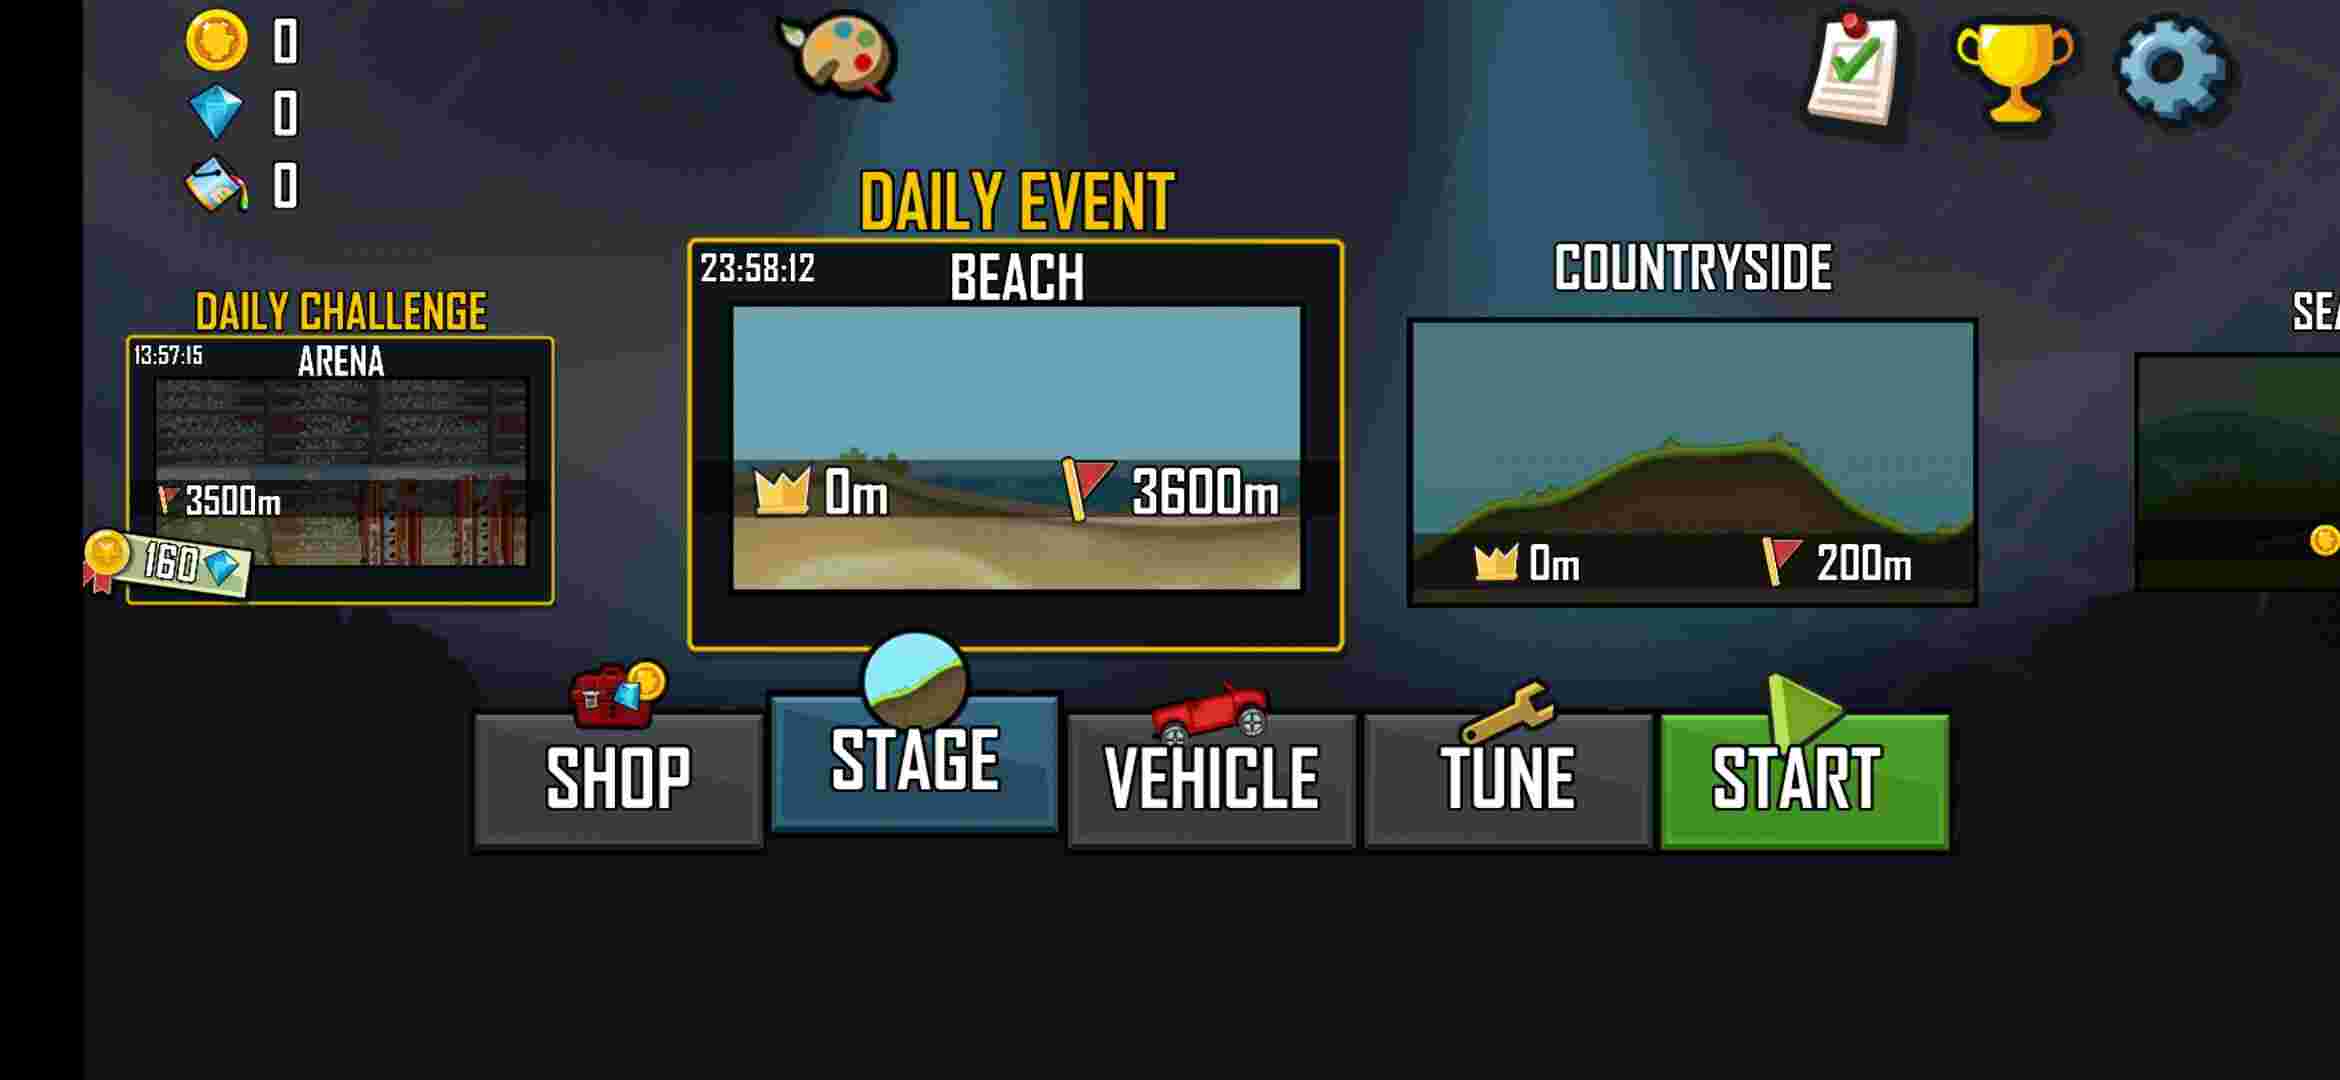 0
0
0
DAILY EVENT
23:58:12
BEACH
0m
3600m
DAILY CHALLENGE
13:57:15
ARENA
3500m
160
COUNTRYSIDE
0m
200m
SHOP
STAGE
VEHICLE
TUNE
START